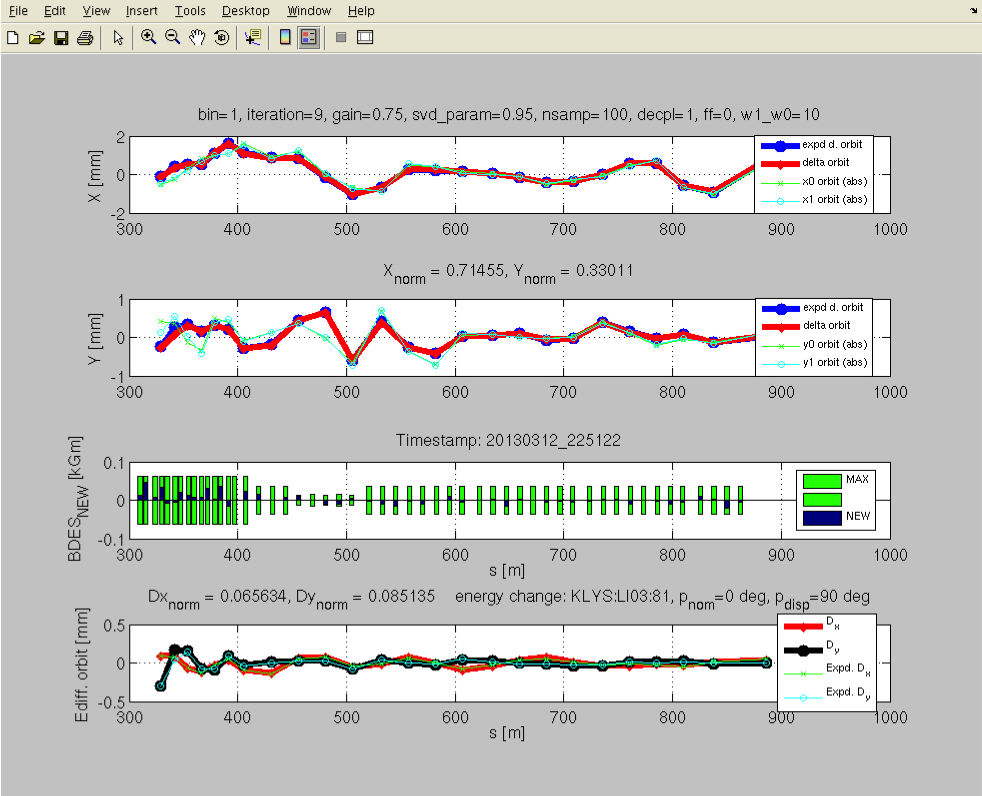 File Edit View Insert Tools Desktop Window Help
bin=1, iteration=9, gain=0.75, svd_param=0.95, nsamp=100, decpl=1, ff=0, w1_w0=10
X [mm]
2
0
-2
300 400 500 600 700 800 900 1000
expd d. orbit
delta orbit
x0 orbit (abs)
x1 orbit (abs)
Xnorm = 0.71455, Ynorm = 0.33011
Y [mm]
1
0
-1
300 400 500 600 700 800 900 1000
expd d. orbit
delta orbit
y0 orbit (abs)
y1 orbit (abs)
Timestamp: 20130312_225122
BDESNEW [kGm]
0.1
0
-0.1
300 400 500 600 700 800 900 1000
s [m]
MAX
NEW
Dxnorm = 0.065634, Dynorm = 0.085135 energy change: KLYS:LI03:81, pnom=0 deg, pdisp=90 deg
Ediff. orbit [mm]
0.5
0
-0.5
300 400 500 600 700 800 900 1000
s [m]
Dx
Dy
Expd. Dx
Expd. Dy